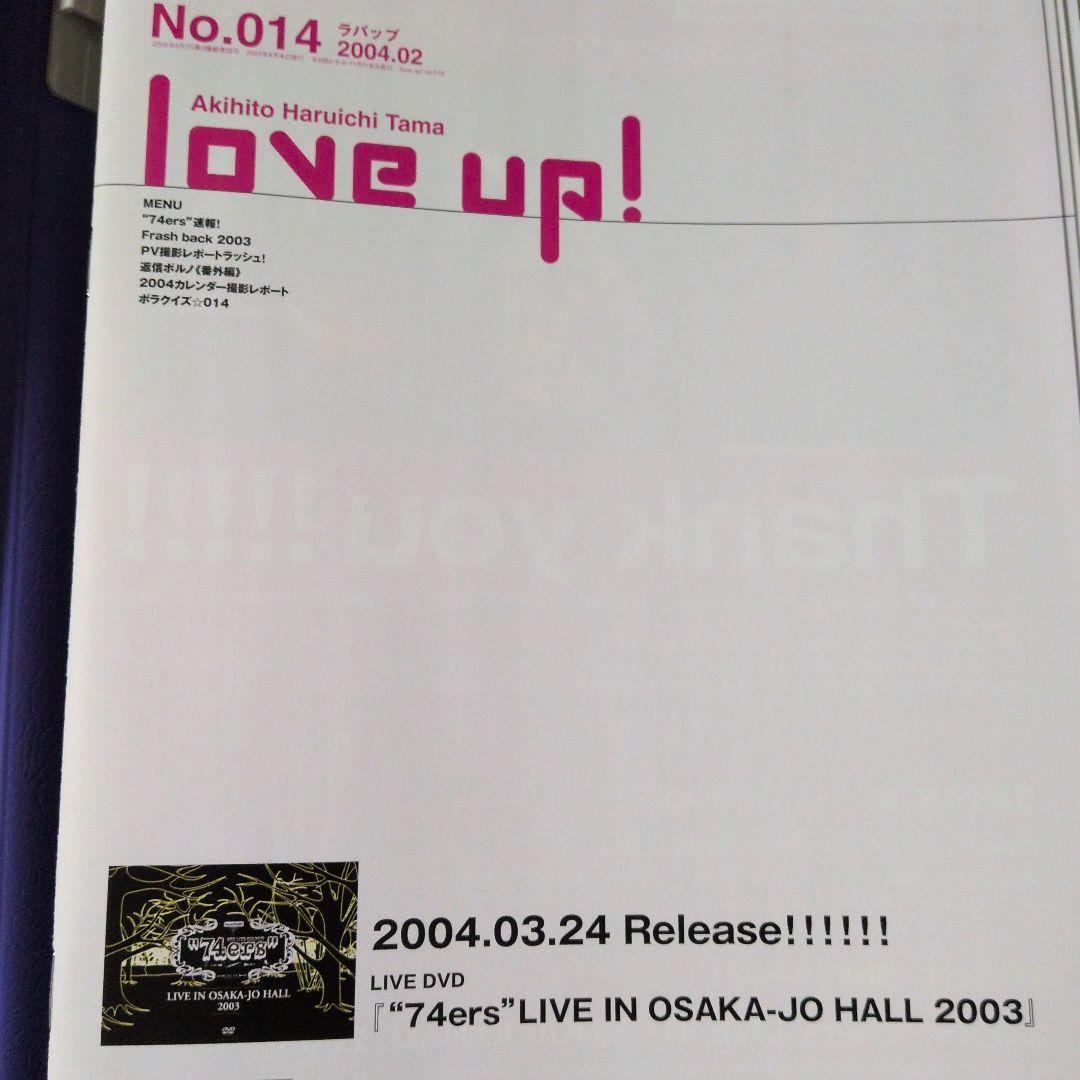 No.014
ラバップ
2004.02
Akihito Haruichi Tama
love up!
MENU
“74ers”速報!
Frash back 2003
PV撮影レポートラッシュ!
返信ポルノ《番外編》
2004カレンダー撮影レポート
ポラクイズ☆014
Thank you !!!!!
"74ers"
LIVE IN OSAKA-JO HALL
2003
DVD
2004.03.24 Release!!!!!!
LIVE DVD
『“74ers”LIVE IN OSAKA-JO HALL 2003』